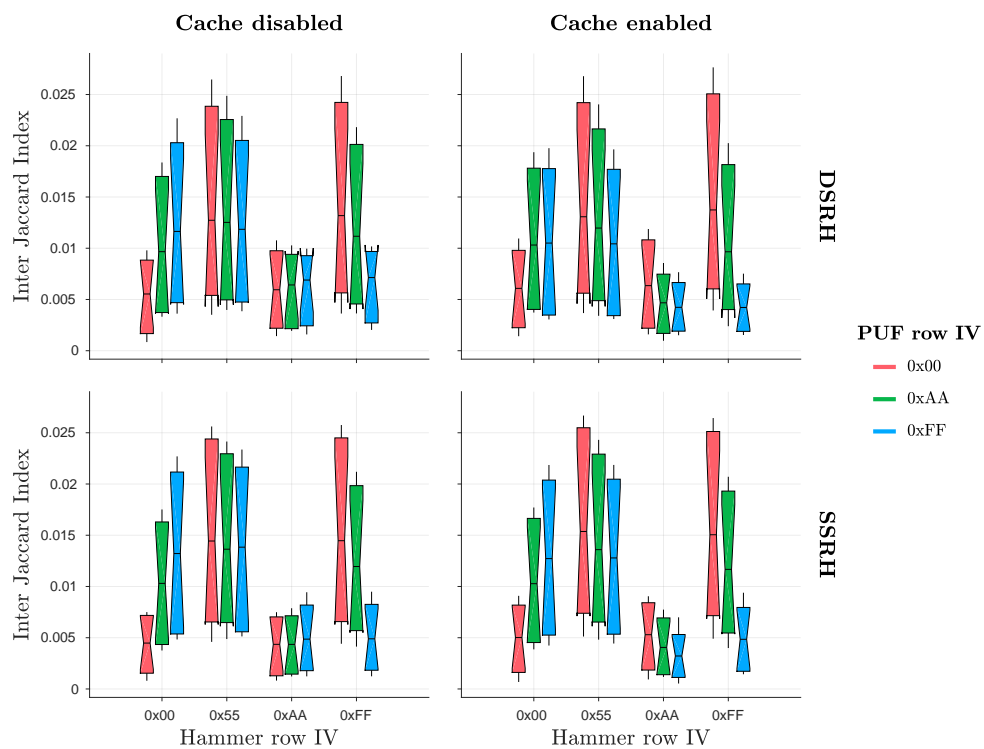 Cache disabled
Cache enabled
Inter Jaccard Index
0.025
0.02
0.015
0.01
0.005
0
DSRH
PUF row IV
0x00
0xAA
0xFF
Inter Jaccard Index
0.025
0.02
0.015
0.01
0.005
0
SSRH
0x00 0x55 0xAA 0xFF
0x00 0x55 0xAA 0xFF
Hammer row IV
Hammer row IV